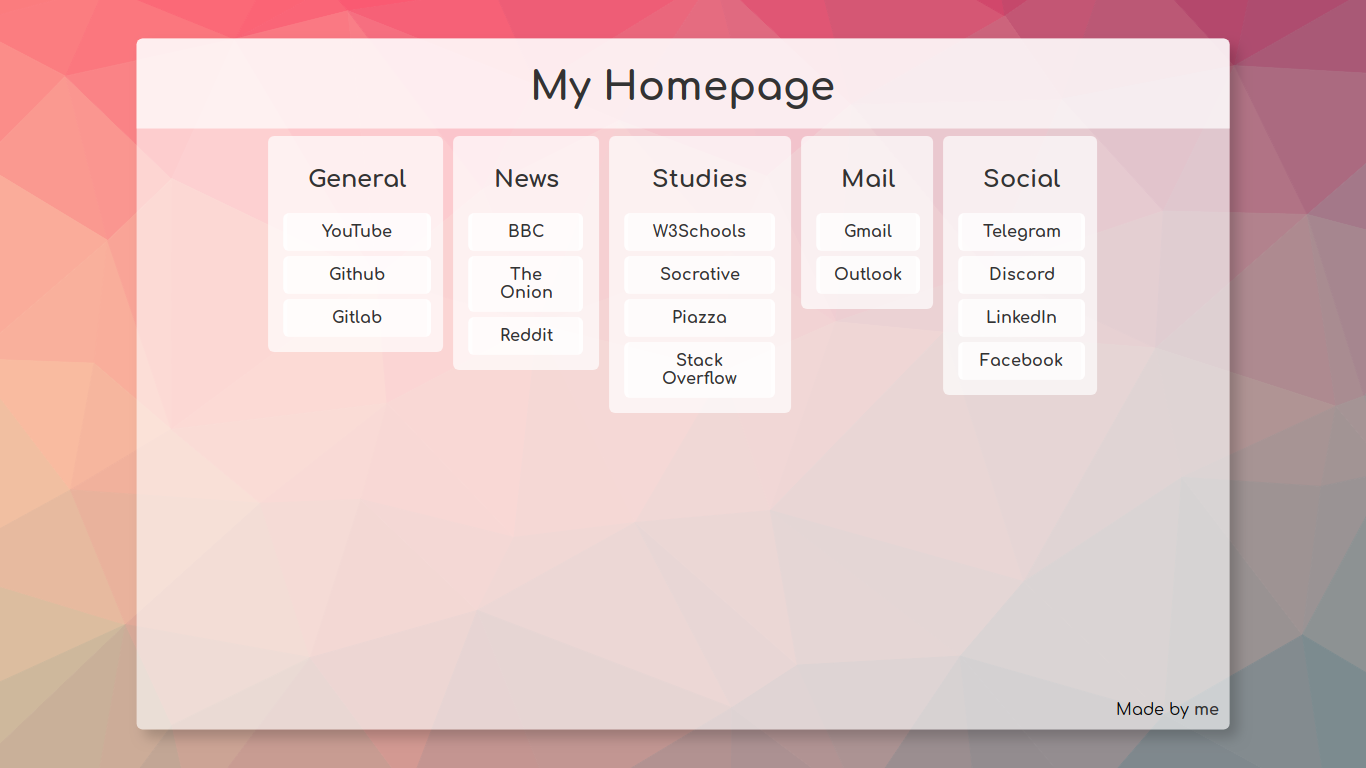 My Homepage
General
YouTube
Github
Gitlab
News
BBC
The
Onion
Reddit
Studies
W3Schools
Socrative
Piazza
Stack
Overflow
Mail
Gmail
Outlook
Social
Telegram
Discord
LinkedIn
Facebook
Made by me